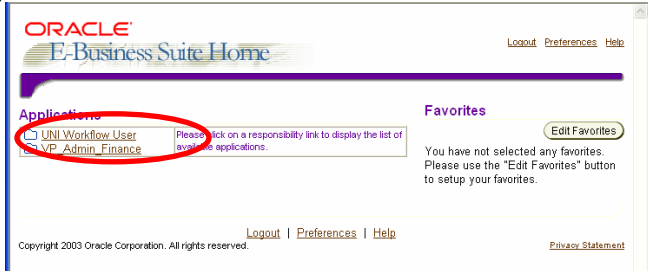 ORACLE
E-Business Suite Home
Logout Preferences Help
Applications
UNI Workflow User
VP_Admin_Finance
Please click on a responsibility link to display the list of
available applications.
Favorites
Edit Favorites
You have not selected any favorites.
Please use the "Edit Favorites" button
to setup your favorites.
Logout | Preferences | Help
Copyright 2003 Oracle Corporation. All rights reserved.
Privacy Statement